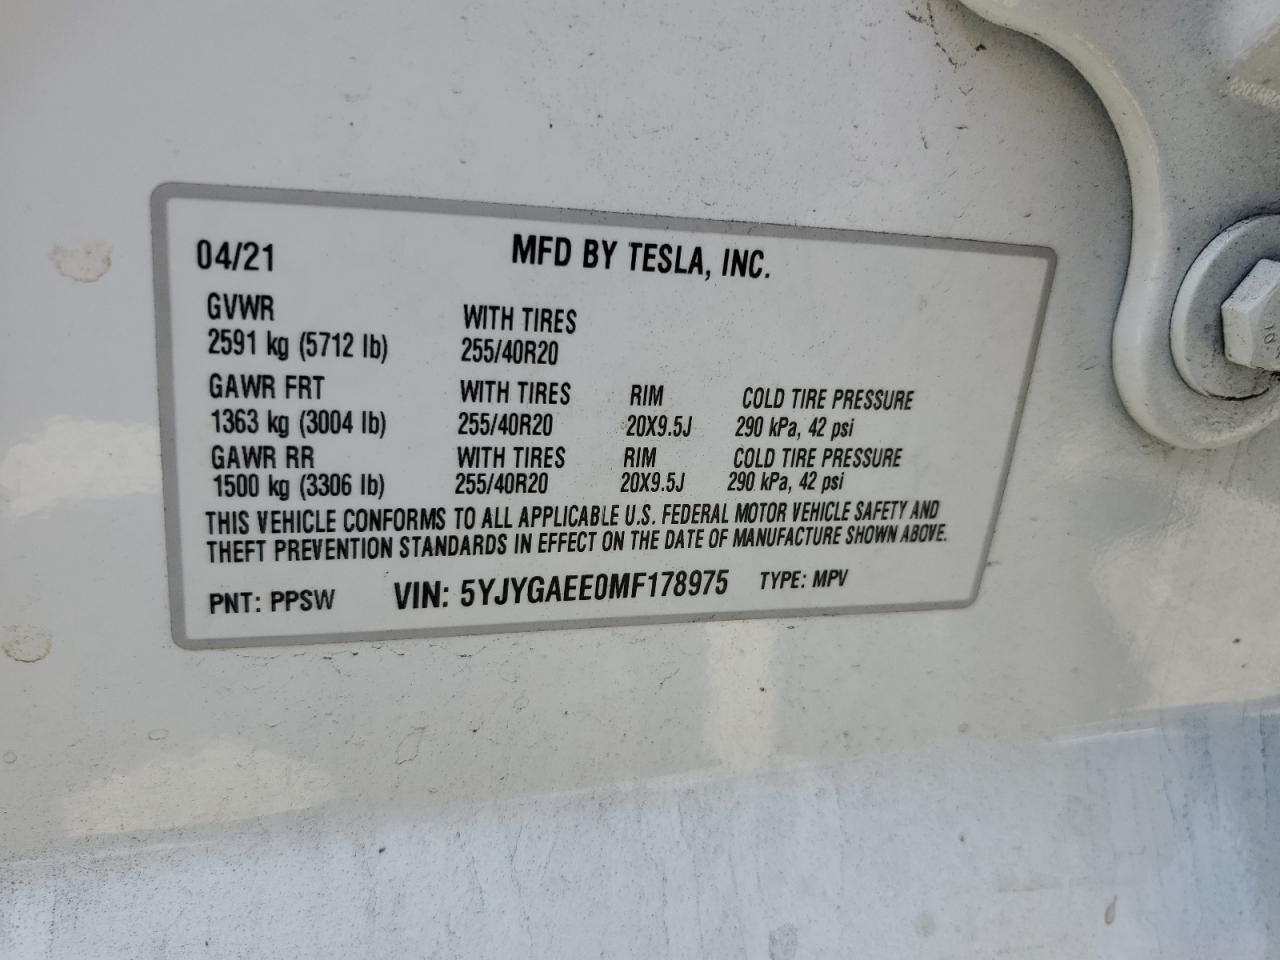 04/21 MFD BY TESLA, INC.
GVWR WITH TIRES
2591 kg (5712 lb) 255/40R20
GAWR FRT WITH TIRES RIM COLD TIRE PRESSURE
1363 kg (3004 lb) 255/40R20 20X9.5J 290 kPa, 42 psi
GAWR RR WITH TIRES RIM COLD TIRE PRESSURE
1500 kg (3306 lb) 255/40R20 20X9.5J 290 kPa, 42 psi
THIS VEHICLE CONFORMS TO ALL APPLICABLE U.S. FEDERAL MOTOR VEHICLE SAFETY AND
THEFT PREVENTION STANDARDS IN EFFECT ON THE DATE OF MANUFACTURE SHOWN ABOVE.
PNT: PPSW VIN: 5YJYGAEE0MF178975 TYPE: MPV